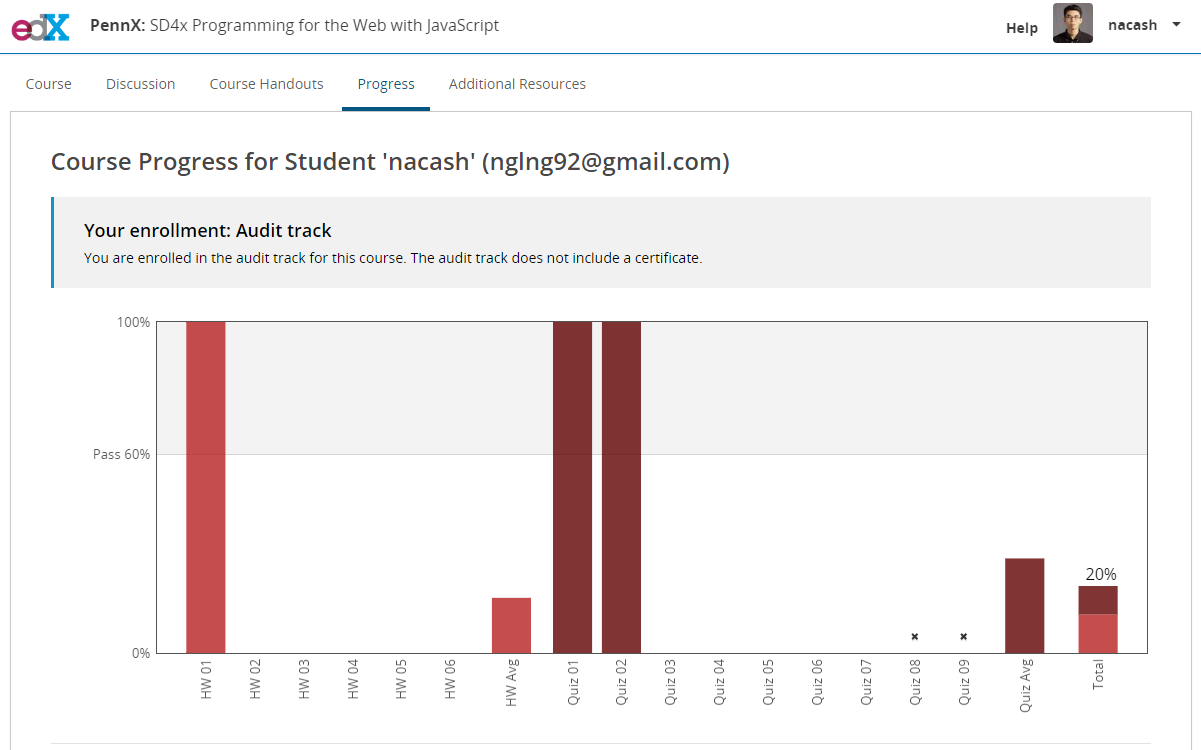 edX PennX: SD4x Programming for the Web with JavaScript Help nacash
Course Discussion Course Handouts Progress Additional Resources
Course Progress for Student 'nacash' (nglng92@gmail.com)
Your enrollment: Audit track
You are enrolled in the audit track for this course. The audit track does not include a certificate.
100%
Pass 60%
20%
0%
HW 01
HW 02
HW 03
HW 04
HW 05
HW 06
HW Avg
Quiz 01
Quiz 02
Quiz 03
Quiz 04
Quiz 05
Quiz 06
Quiz 07
Quiz 08
Quiz 09
Quiz Avg
Total